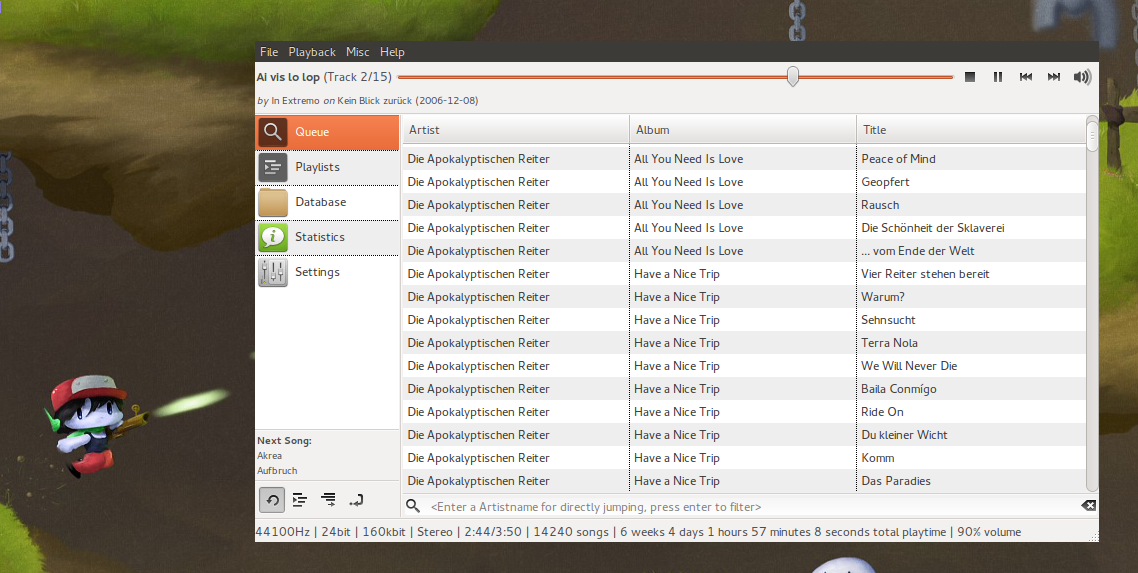 File Playback Misc Help
Ai vis lo lop (Track 2/15)
by In Extremo on Kein Blick zurück (2006-12-08)
Queue
Playlists
Database
Statistics
Settings
Next Song:
Akrea
Aufbruch
Artist Album Title
Die Apokalyptischen Reiter All You Need Is Love Peace of Mind
Die Apokalyptischen Reiter All You Need Is Love Geopfert
Die Apokalyptischen Reiter All You Need Is Love Rausch
Die Apokalyptischen Reiter All You Need Is Love Die Schönheit der Sklaverei
Die Apokalyptischen Reiter All You Need Is Love ... vom Ende der Welt
Die Apokalyptischen Reiter Have a Nice Trip Vier Reiter stehen bereit
Die Apokalyptischen Reiter Have a Nice Trip Warum?
Die Apokalyptischen Reiter Have a Nice Trip Sehnsucht
Die Apokalyptischen Reiter Have a Nice Trip Terra Nola
Die Apokalyptischen Reiter Have a Nice Trip We Will Never Die
Die Apokalyptischen Reiter Have a Nice Trip Baila Conmígo
Die Apokalyptischen Reiter Have a Nice Trip Ride On
Die Apokalyptischen Reiter Have a Nice Trip Du kleiner Wicht
Die Apokalyptischen Reiter Have a Nice Trip Komm
Die Apokalyptischen Reiter Have a Nice Trip Das Paradies
<Enter a Artistname for directly jumping, press enter to filter>
44100Hz | 24bit | 160kbit | Stereo | 2:44/3:50 | 14240 songs | 6 weeks 4 days 1 hours 57 minutes 8 seconds total playtime | 90% volume